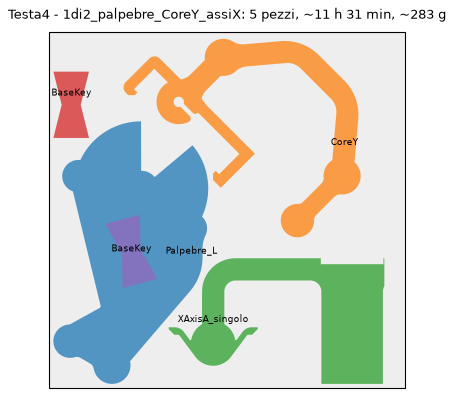 Testa4 - 1di2_palpebre_CoreY_assiX: 5 pezzi, ~11 h 31 min, ~283 g
BaseKey
CoreY
BaseKey
Palpebre_L
XAxisA_singolo